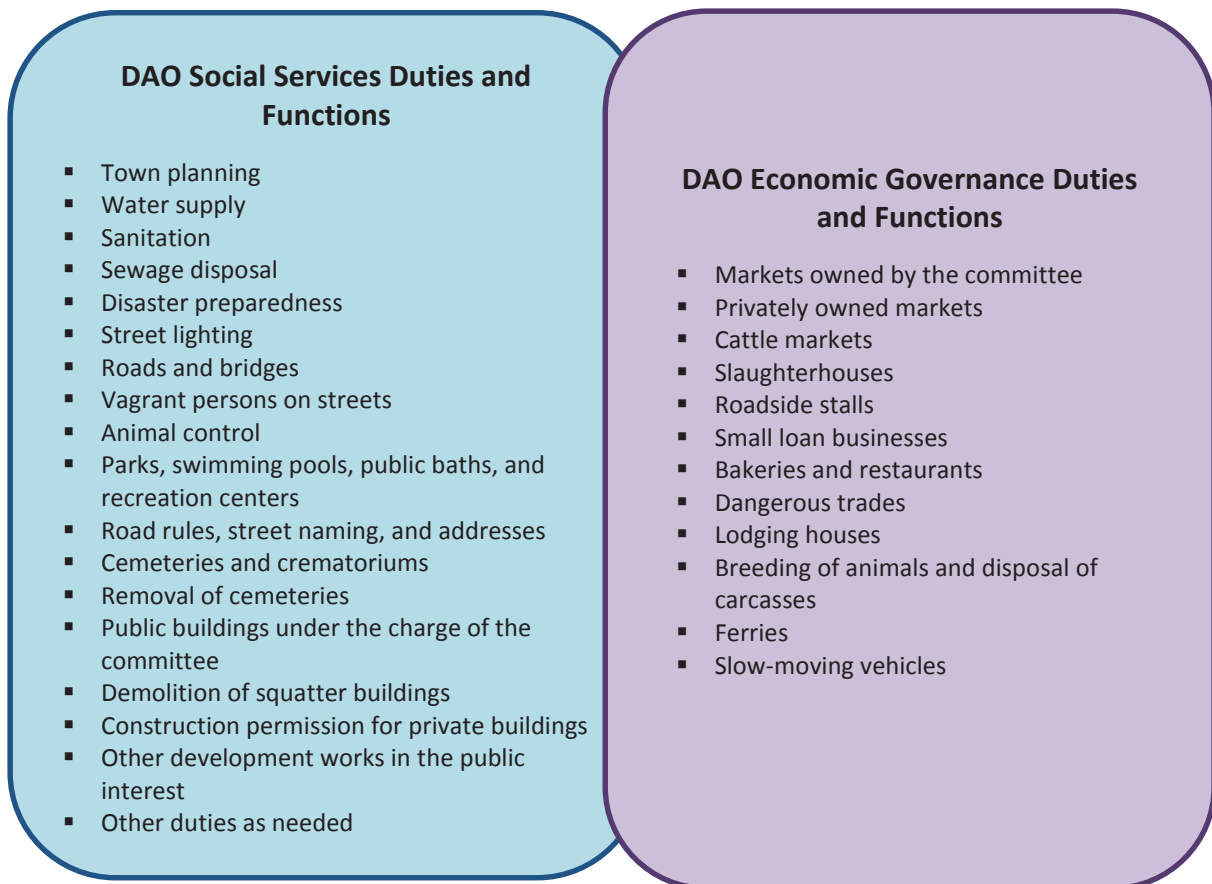 DAO Social Services Duties and
Functions
▪ Town planning
▪ Water supply
▪ Sanitation
▪ Sewage disposal
▪ Disaster preparedness
▪ Street lighting
▪ Roads and bridges
▪ Vagrant persons on streets
▪ Animal control
▪ Parks, swimming pools, public baths, and
recreation centers
▪ Road rules, street naming, and addresses
▪ Cemeteries and crematoriums
▪ Removal of cemeteries
▪ Public buildings under the charge of the
committee
▪ Demolition of squatter buildings
▪ Construction permission for private buildings
▪ Other development works in the public
interest
▪ Other duties as needed
DAO Economic Governance Duties
and Functions
▪ Markets owned by the committee
▪ Privately owned markets
▪ Cattle markets
▪ Slaughterhouses
▪ Roadside stalls
▪ Small loan businesses
▪ Bakeries and restaurants
▪ Dangerous trades
▪ Lodging houses
▪ Breeding of animals and disposal of
carcasses
▪ Ferries
▪ Slow-moving vehicles